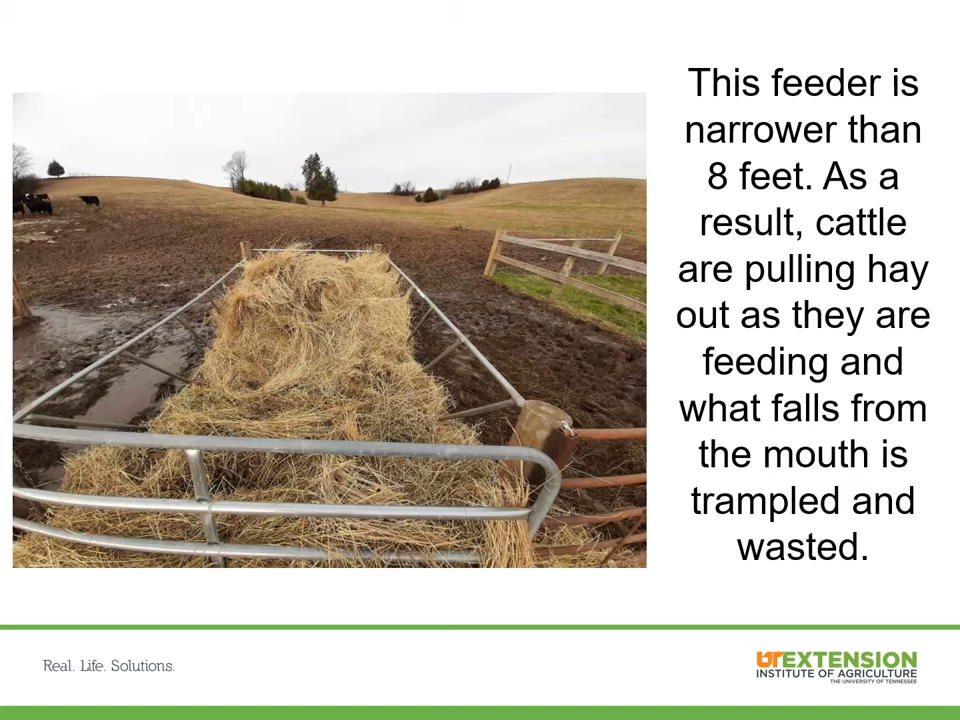 This feeder is
narrower than
8 feet. As a
result, cattle
are pulling hay
out as they are
feeding and
what falls from
the mouth is
trampled and
wasted.
Real. Life. Solutions.
UTEXTENSION
INSTITUTE OF AGRICULTURE
THE UNIVERSITY OF TENNESSEE